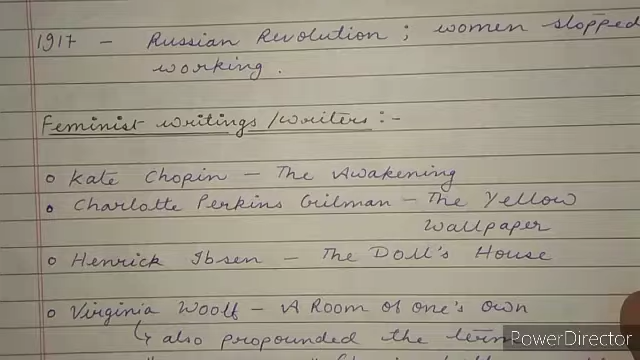 1917 - Russian Revolution ; women stopped
working.
Feminist writings/writers :-
o Kate Chopin - The Awakening
o Charlotte Perkins Gilman - The Yellow
Wallpaper
o Henrick Ibsen - The Doll's House
o Virginia Woolf - A Room of one's own
↳ also propounded the term
PowerDirector